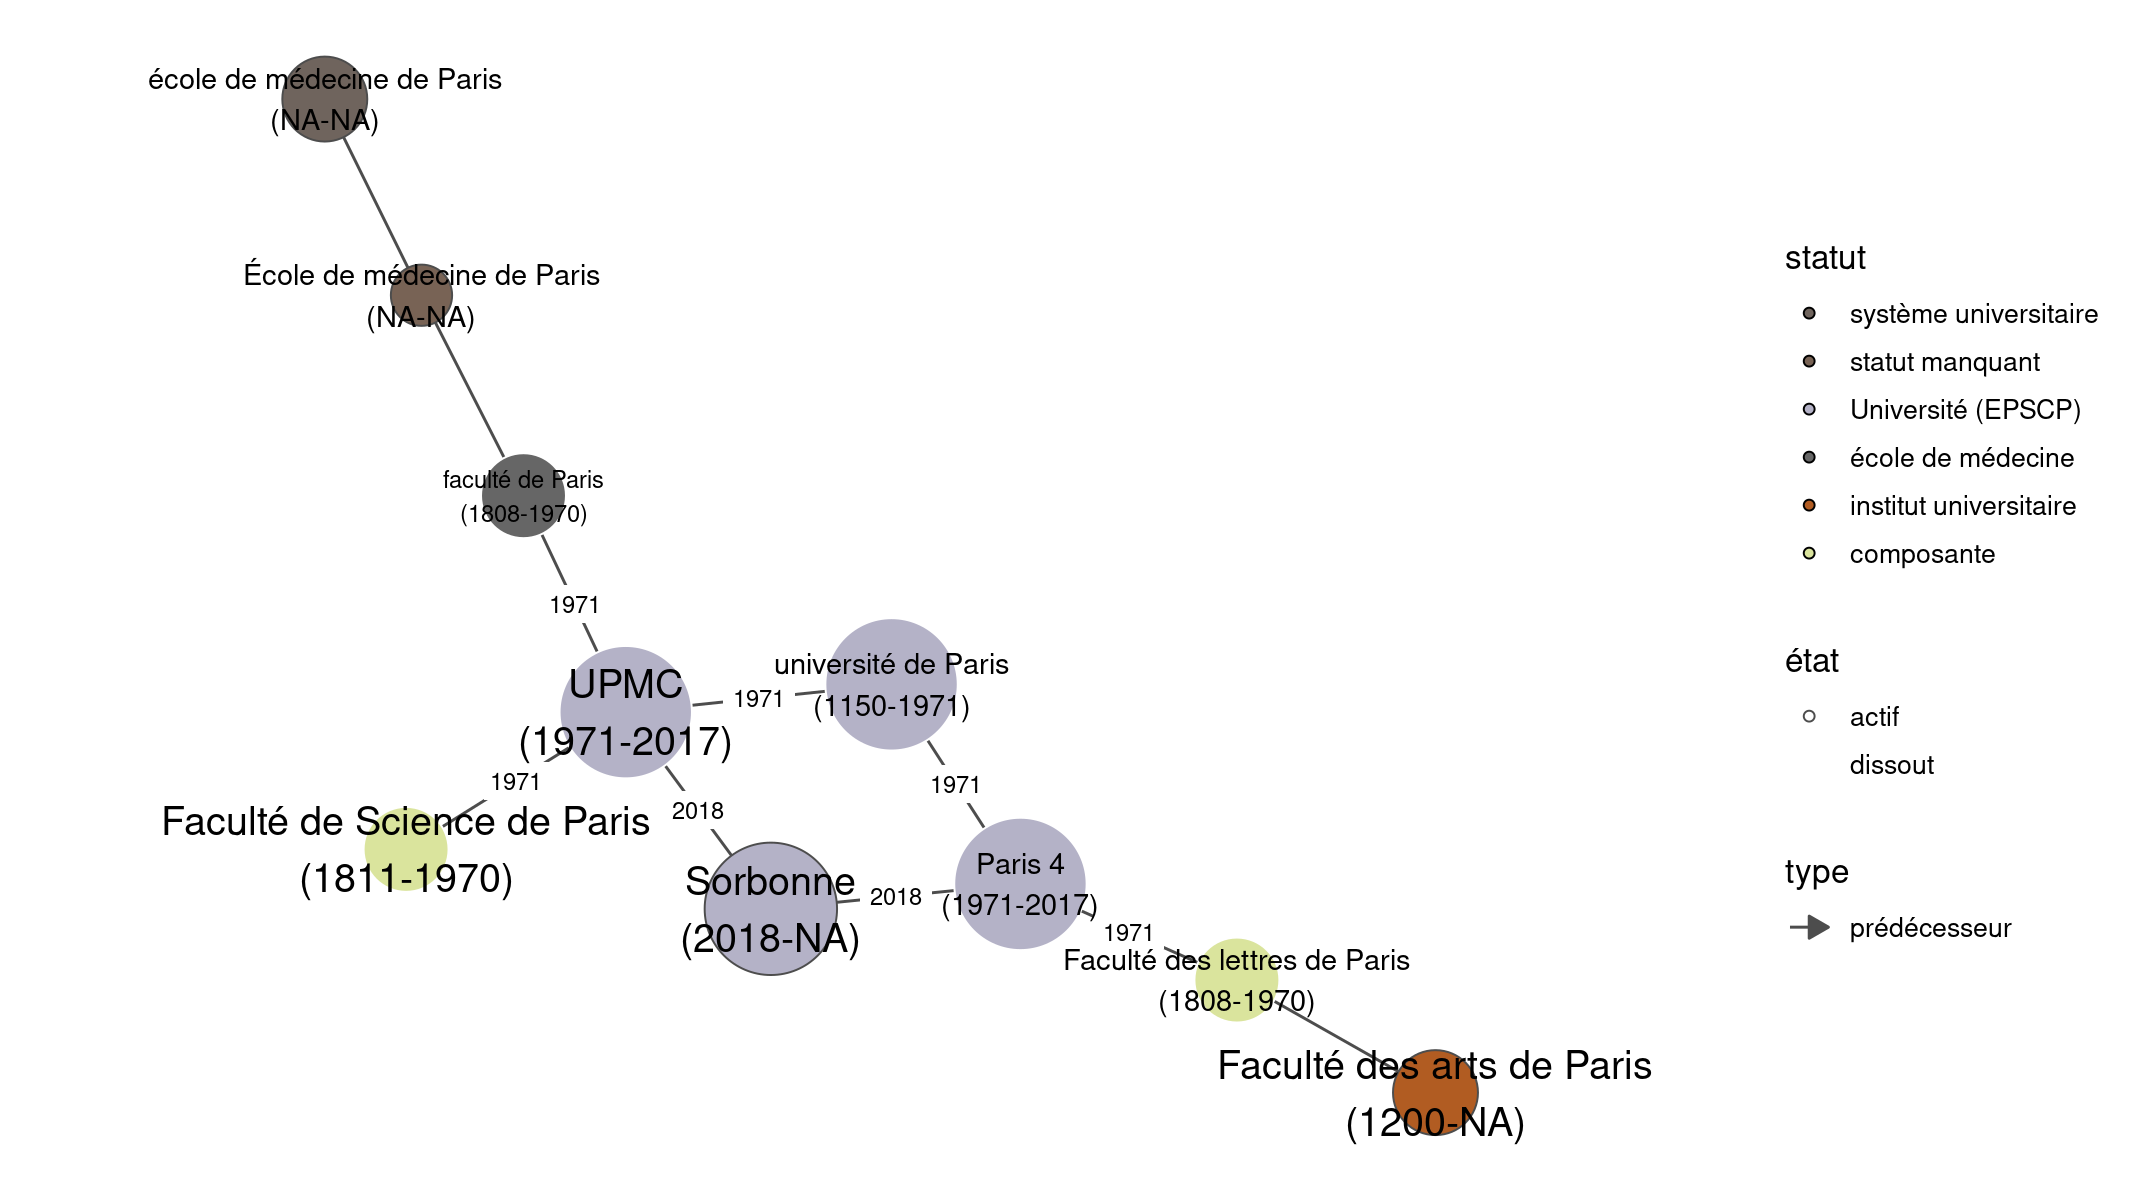 école de médecine de Paris
(NA-NA)
École de médecine de Paris
(NA-NA)
faculté de Paris
(1808-1970)
1971
UPMC
(1971-2017)
1971
université de Paris
(1150-1971)
1971
1971
Faculté de Science de Paris
(1811-1970)
2018
Sorbonne
(2018-NA)
2018
Paris 4
(1971-2017)
1971
Faculté des lettres de Paris
(1808-1970)
Faculté des arts de Paris
(1200-NA)
statut
système universitaire
statut manquant
Université (EPSCP)
école de médecine
institut universitaire
composante
état
actif
dissout
type
prédécesseur